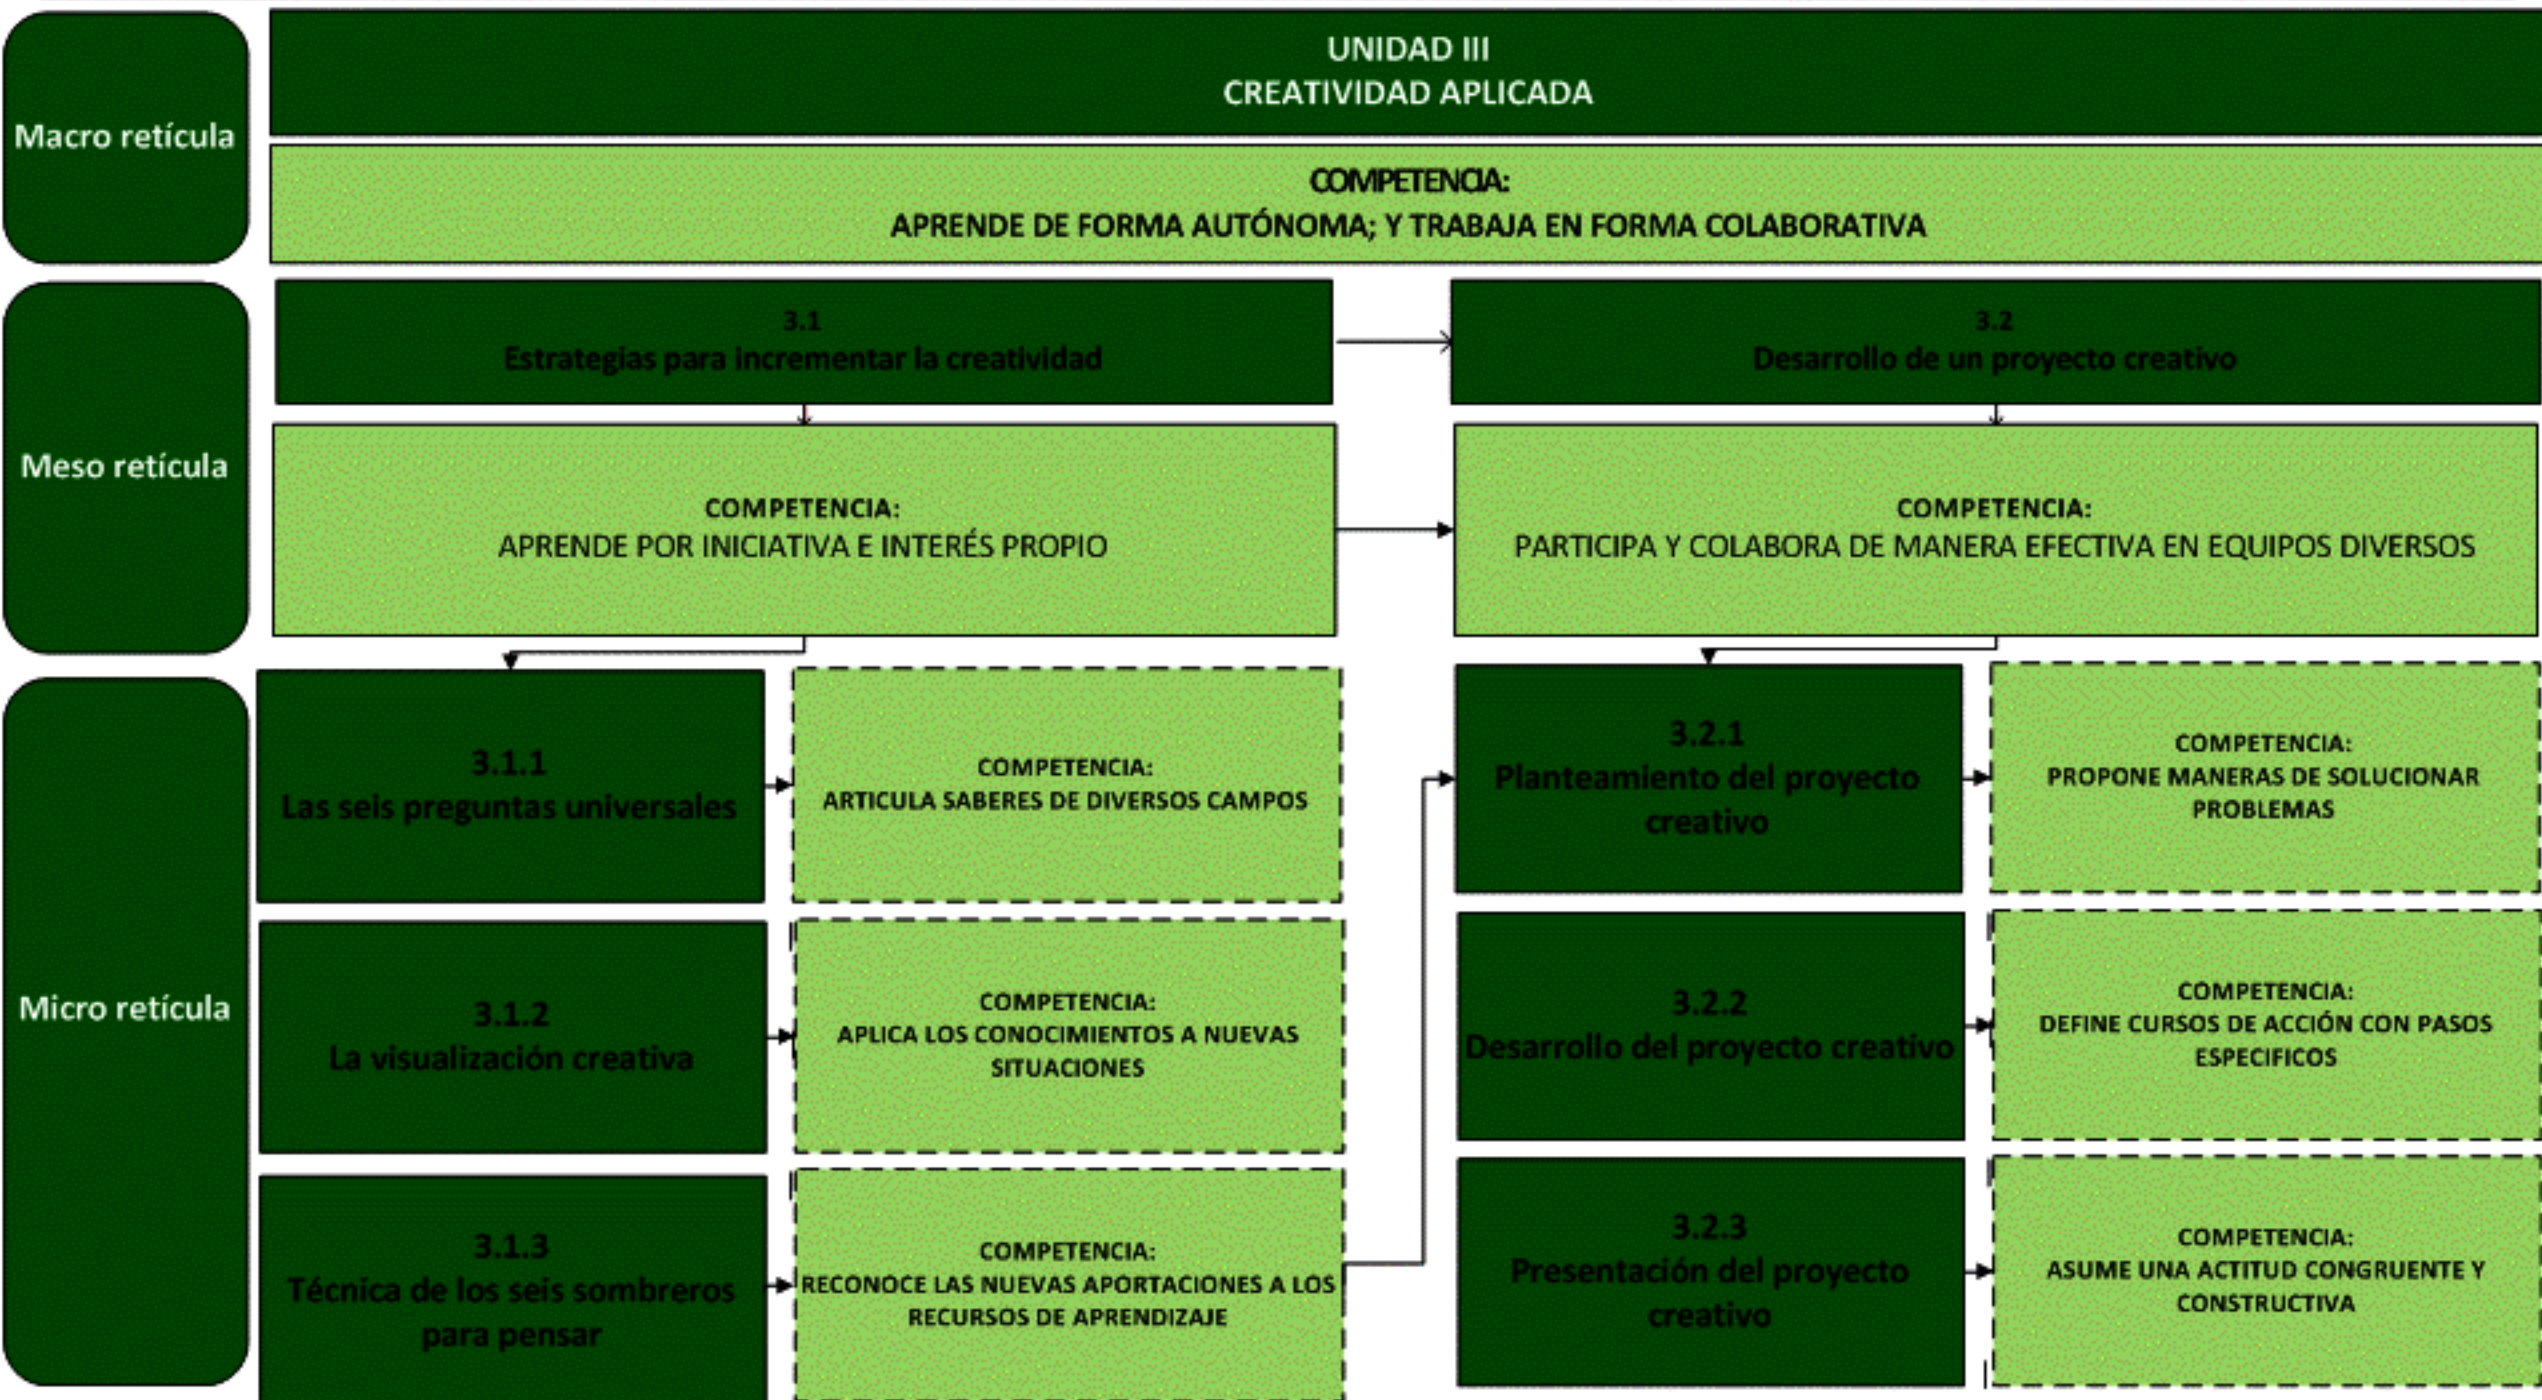 Macro retícula
UNIDAD III
CREATIVIDAD APLICADA
COMPETENCIA:
APRENDE DE FORMA AUTÓNOMA; Y TRABAJA EN FORMA COLABORATIVA
Meso retícula
3.1
Estrategias para incrementar la creatividad
3.2
Desarrollo de un proyecto creativo
COMPETENCIA:
APRENDE POR INICIATIVA E INTERÉS PROPIO
COMPETENCIA:
PARTICIPA Y COLABORA DE MANERA EFECTIVA EN EQUIPOS DIVERSOS
Micro retícula
3.1.1
Las seis preguntas universales
COMPETENCIA:
ARTICULA SABERES DE DIVERSOS CAMPOS
3.2.1
Planteamiento del proyecto
creativo
COMPETENCIA:
PROPONE MANERAS DE SOLUCIONAR
PROBLEMAS
3.1.2
La visualización creativa
COMPETENCIA:
APLICA LOS CONOCIMIENTOS A NUEVAS
SITUACIONES
3.2.2
Desarrollo del proyecto creativo
COMPETENCIA:
DEFINE CURSOS DE ACCIÓN CON PASOS
ESPECIFICOS
3.1.3
Técnica de los seis sombreros
para pensar
COMPETENCIA:
RECONOCE LAS NUEVAS APORTACIONES A LOS
RECURSOS DE APRENDIZAJE
3.2.3
Presentación del proyecto
creativo
COMPETENCIA:
ASUME UNA ACTITUD CONGRUENTE Y
CONSTRUCTIVA